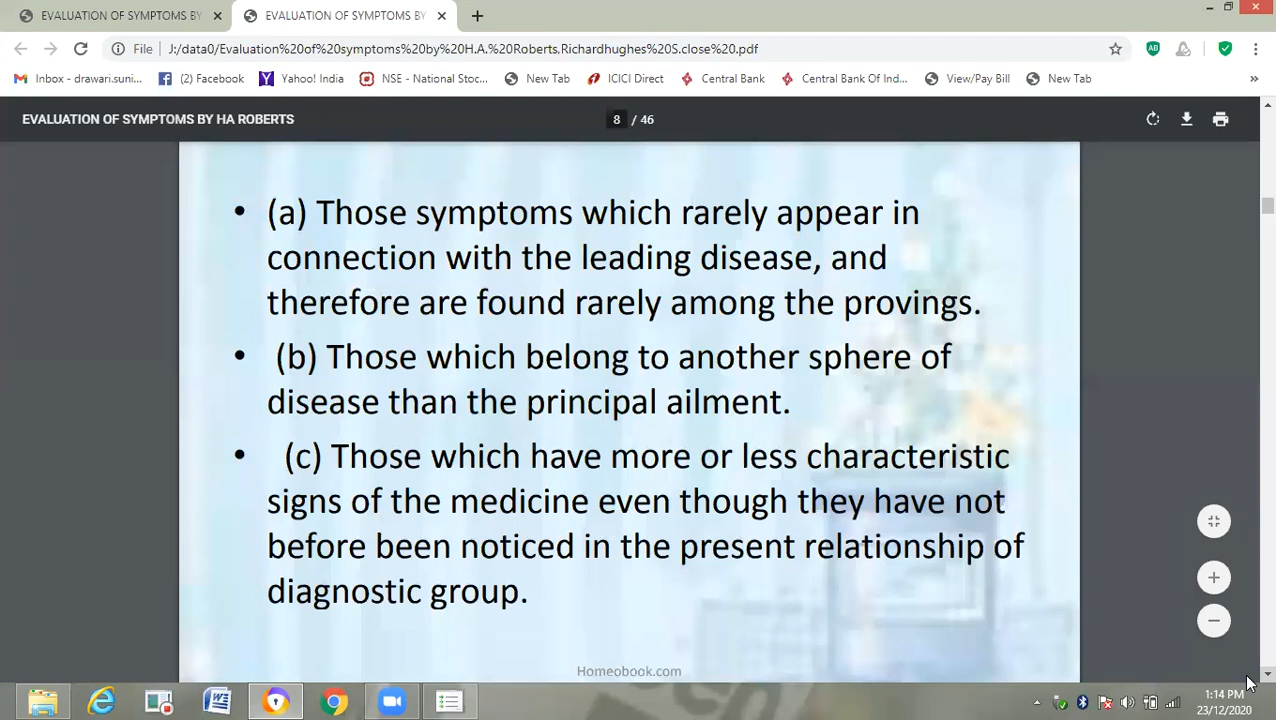 EVALUATION OF SYMPTOMS BY
EVALUATION OF SYMPTOMS BY
File
J:/data0/Evaluation%20of%20symptoms%20by%20H.A.%20Roberts,Richardhughes%20S.close%20.pdf
AB
Inbox - drawari.suni...
(2) Facebook
Yahoo! India
NSE - National Stoc...
New Tab
ICICI Direct
Central Bank
Central Bank Of Ind...
View/Pay Bill
New Tab
»
EVALUATION OF SYMPTOMS BY HA ROBERTS
8 / 46
• (a) Those symptoms which rarely appear in
connection with the leading disease, and
therefore are found rarely among the provings.
• (b) Those which belong to another sphere of
disease than the principal ailment.
• (c) Those which have more or less characteristic
signs of the medicine even though they have not
before been noticed in the present relationship of
diagnostic group.
Homeobook.com
1:14 PM
23/12/2020